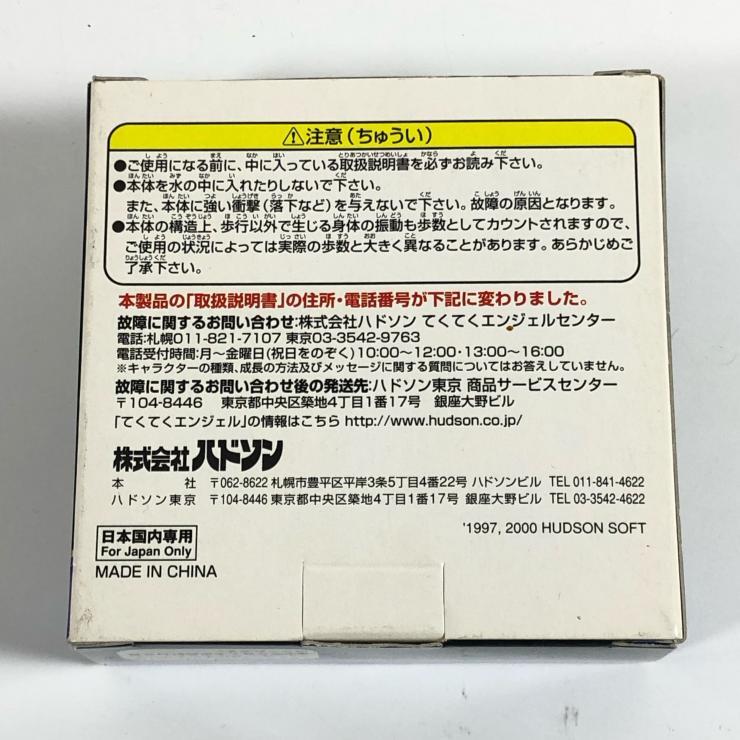 ⚠注意(ちゅうい)
●ご使用になる前に、中に入っている取扱説明書を必ずお読み下さい。
●本体を水の中に入れたりしないで下さい。
また、本体に強い衝撃(落下など)を与えないで下さい。故障の原因となります。
●本体の構造上、歩行以外で生じる身体の振動も歩数としてカウントされますので、
ご使用の状況によっては実際の歩数と大きく異なることがあります。あらかじめご
了承下さい。
本製品の「取扱説明書」の住所・電話番号が下記に変わりました。
故障に関するお問い合わせ:株式会社ハドソン てくてくエンジェルセンター
電話:札幌011-821-7107 東京03-3542-9763
電話受付時間:月〜金曜日(祝日をのぞく)10:00〜12:00・13:00〜16:00
※キャラクターの種類、成長の方法及びメッセージに関する質問についてはお答えしていません。
故障に関するお問い合わせ後の発送先:ハドソン東京 商品サービスセンター
〒104-8446 東京都中央区築地4丁目1番17号 銀座大野ビル
「てくてくエンジェル」の情報はこちら http://www.hudson.co.jp/
株式会社ハドソン
本社 〒062-8622 札幌市豊平区平岸3条5丁目4番22号 ハドソンビル TEL 011-841-4622
ハドソン東京 〒104-8446 東京都中央区築地4丁目1番17号 銀座大野ビル TEL 03-3542-4622
日本国内専用
For Japan Only
'1997, 2000 HUDSON SOFT
MADE IN CHINA